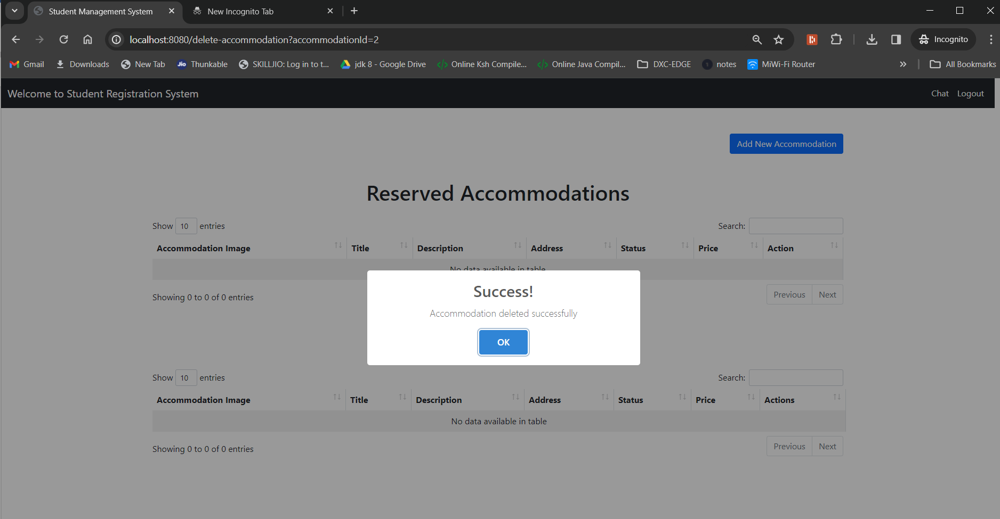 Student Management System
New Incognito Tab
localhost:8080/delete-accommodation?accommodationId=2
Incognito
Gmail Downloads New Tab Jio Thunkable SKILLJIO: Log in to t... jdk 8 - Google Drive Online Ksh Compile... Online Java Compil... DXC-EDGE notes MiWi-Fi Router » All Bookmarks
Welcome to Student Registration System Chat Logout
Add New Accommodation
Reserved Accommodations
Show 10 entries Search:
Accommodation Image Title Description Address Status Price Action
No data available in table
Showing 0 to 0 of 0 entries Previous Next
Success!
Accommodation deleted successfully
OK
Show 10 entries Search:
Accommodation Image Title Description Address Status Price Actions
No data available in table
Showing 0 to 0 of 0 entries Previous Next